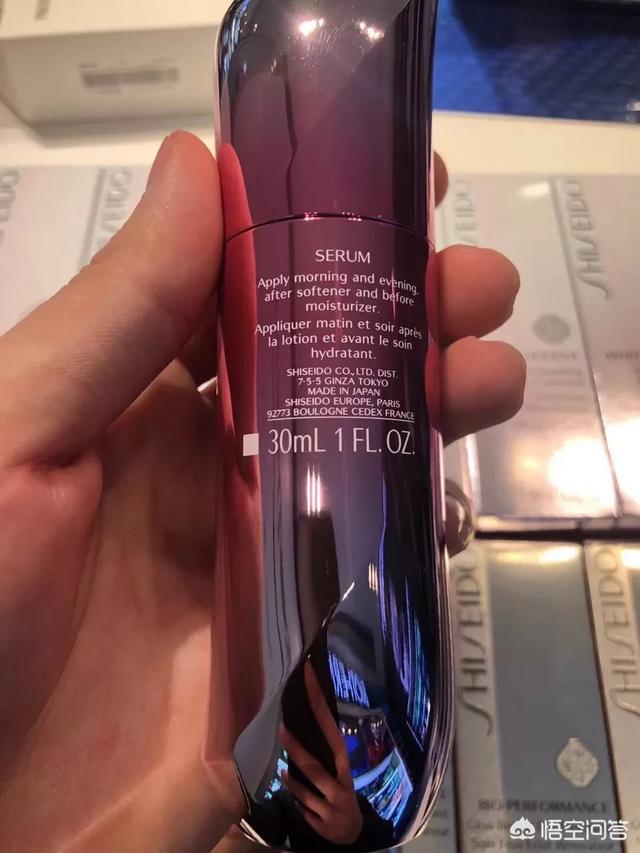 SERUM
Apply morning and evening,
after softener and before
moisturizer.
Appliquer matin et soir après
la lotion et avant le soin
hydratant.
SHISEIDO CO., LTD. DIST.
7-5-5 GINZA TOKYO
MADE IN JAPAN
SHISEIDO EUROPE, PARIS
92773 BOULOGNE CEDEX FRANCE
30mL 1 FL. OZ.
SHISEIDO
SHISEIDO
SHISEIDO
SHISEIDO
BIO-PERFORMANCE
悟空问答